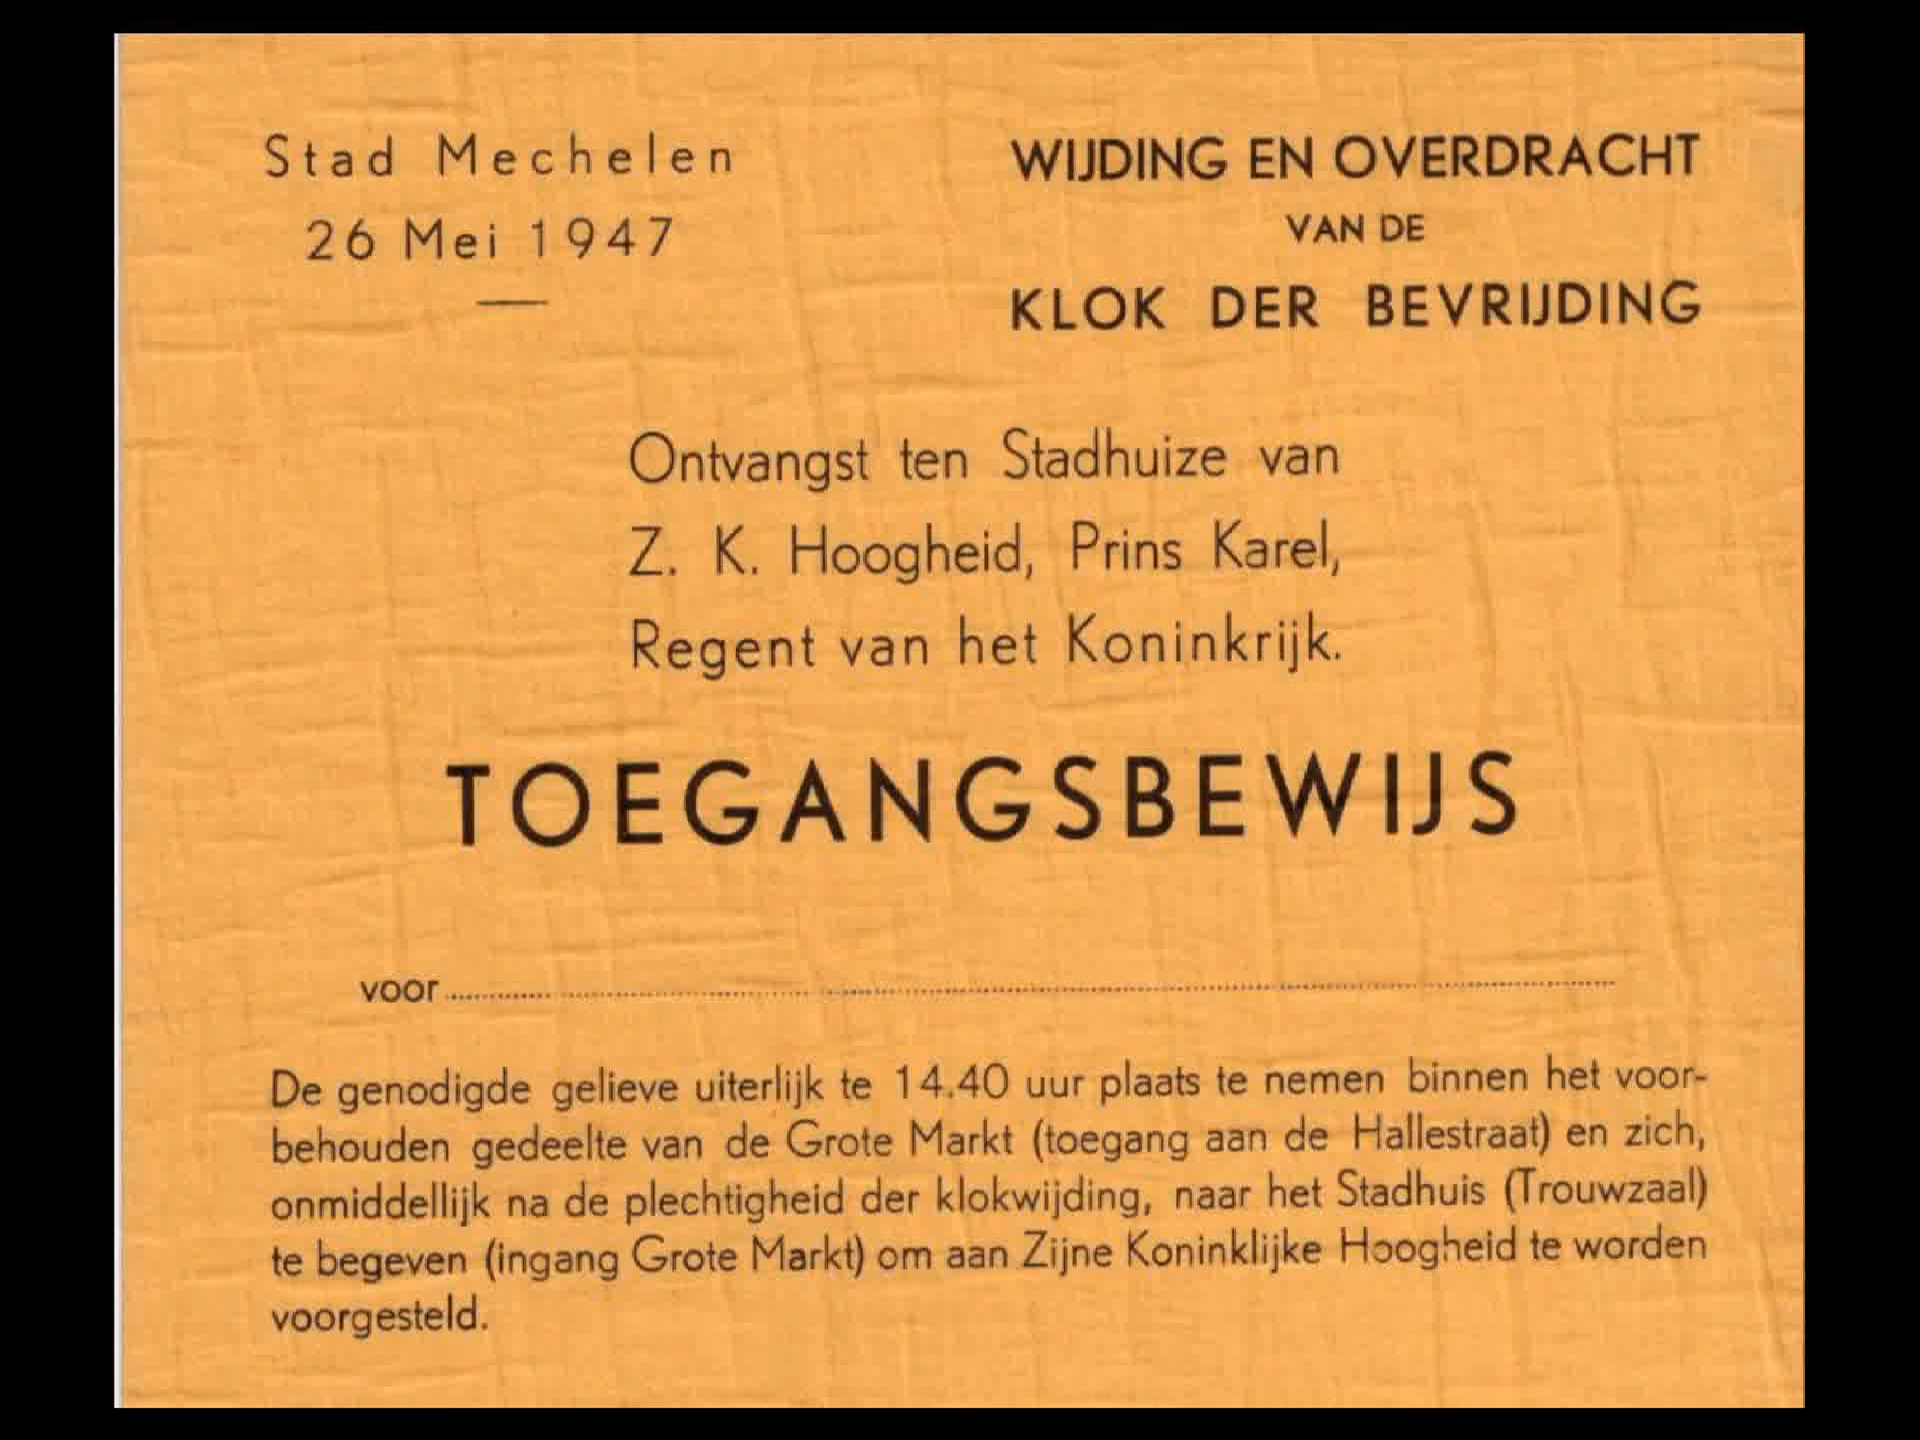 Stad Mechelen
26 Mei 1947
WIJDING EN OVERDRACHT
VAN DE
KLOK DER BEVRIJDING
Ontvangst ten Stadhuize van
Z. K. Hoogheid, Prins Karel,
Regent van het Koninkrijk.
TOEGANGSBEWIJS
voor
De genodigde gelieve uiterlijk te 14.40 uur plaats te nemen binnen het voor-
behouden gedeelte van de Grote Markt (toegang aan de Hallestraat) en zich,
onmiddellijk na de plechtigheid der klokwijding, naar het Stadhuis (Trouwzaal)
te begeven (ingang Grote Markt) om aan Zijne Koninklijke Hoogheid te worden
voorgesteld.